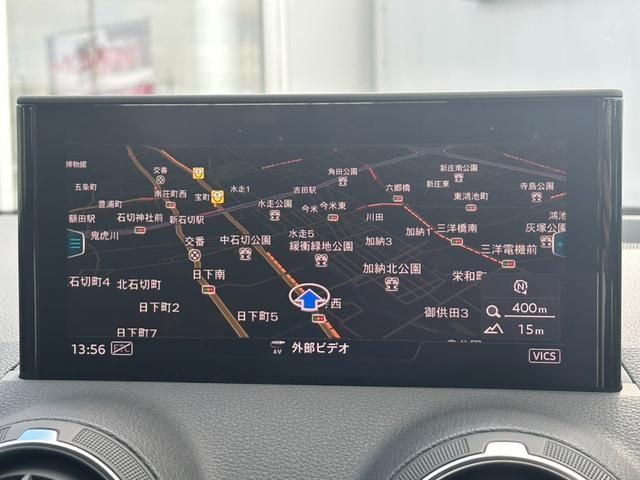 博物館
交番
角田公園
新庄南公園
五条町
南荘町西
宝町
水走1
吉田駅
六郷橋
新庄東
寺島公園
豊浦町
水走公園
今米
今米東
東鴻池町
額田駅
石切神社前
新石切駅
川田
鴻池
鬼虎川
交番
中石切公園
水走5
緩衝緑地公園
加納3
加納1
三洋橋南
灰塚公園
三洋電機前
石切町4
北石切町
日下南
加納北公園
栄和町
日下町2
日下町5
西
御供田3
400m
15m
日下町7
13:56
AV
外部ビデオ
VICS
N